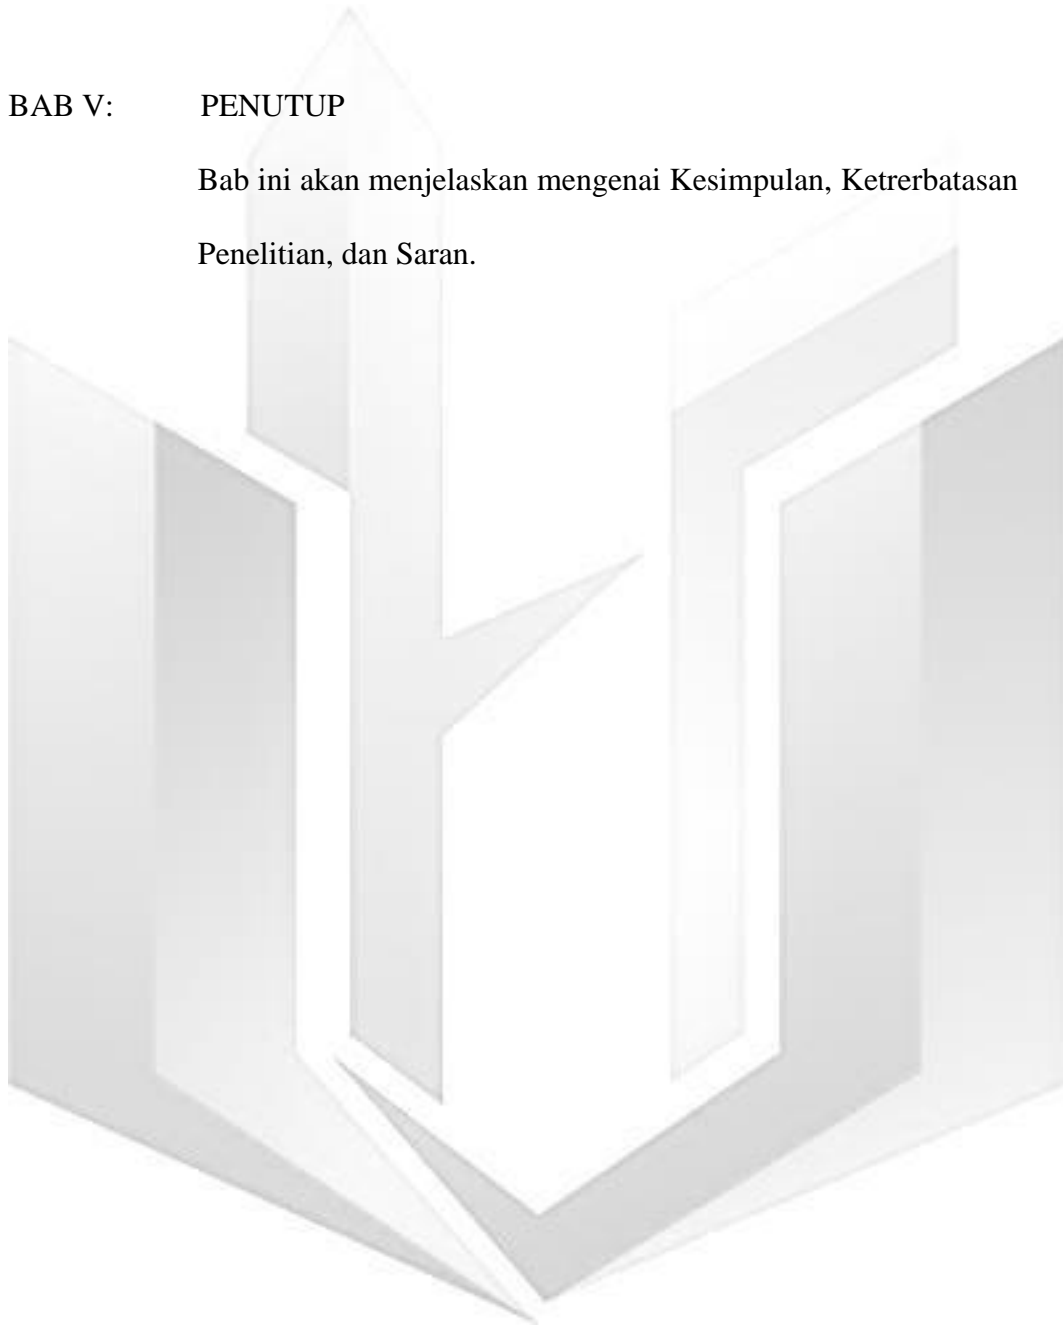 BAB V: PENUTUP
Bab ini akan menjelaskan mengenai Kesimpulan, Ketrerbatasan
Penelitian, dan Saran.